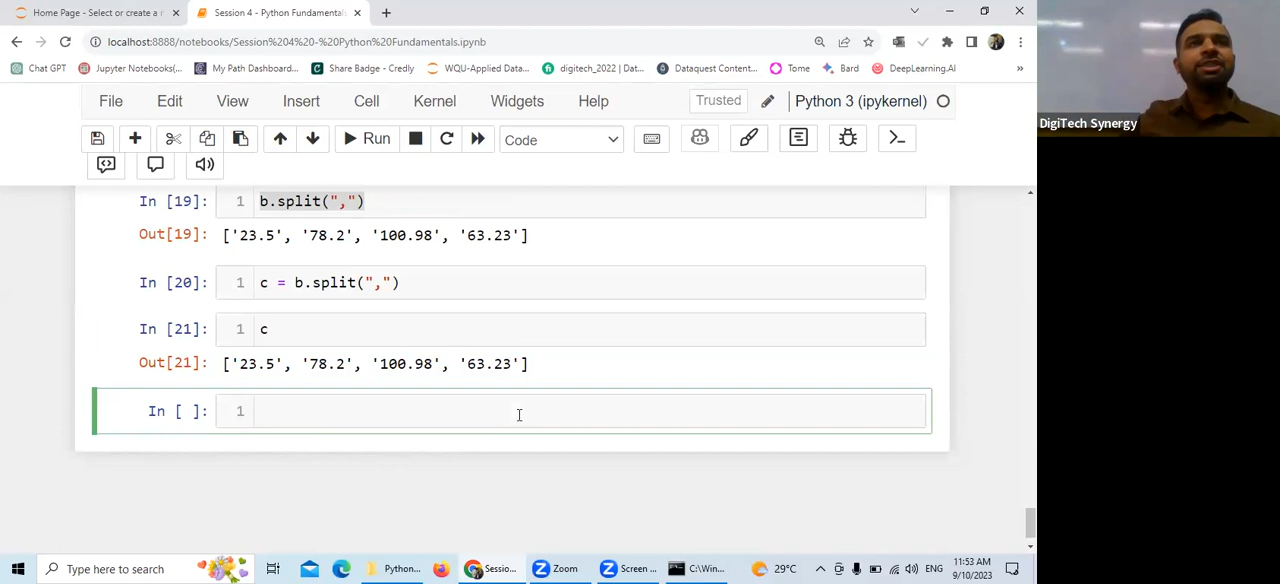 Home Page - Select or create a n
Session 4 - Python Fundamentals
localhost:8888/notebooks/Session%204%20-%20Python%20Fundamentals.ipynb
Chat GPT Jupyter Notebooks(... My Path Dashboard... Share Badge - Credly WQU-Applied Data... digitech_2022 | Dat... Dataquest Content... Tome Bard DeepLearning.AI »
DigiTech Synergy
File Edit View Insert Cell Kernel Widgets Help Trusted Python 3 (ipykernel)
Run Code
In [19]: 1 b.split(",")
Out[19]: ['23.5', '78.2', '100.98', '63.23']
In [20]: 1 c = b.split(",")
In [21]: 1 c
Out[21]: ['23.5', '78.2', '100.98', '63.23']
In [ ]: 1
Type here to search Python... Sessio... Zoom Screen ... C:\Win... 29°C ENG
11:53 AM
9/10/2023